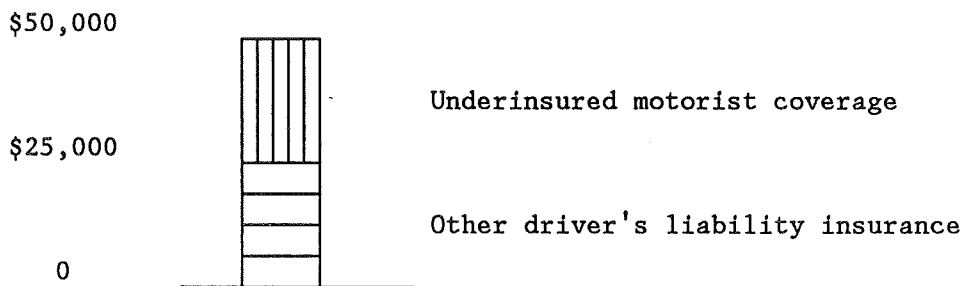 $50,000
Underinsured motorist coverage
$25,000
Other driver's liability insurance
0